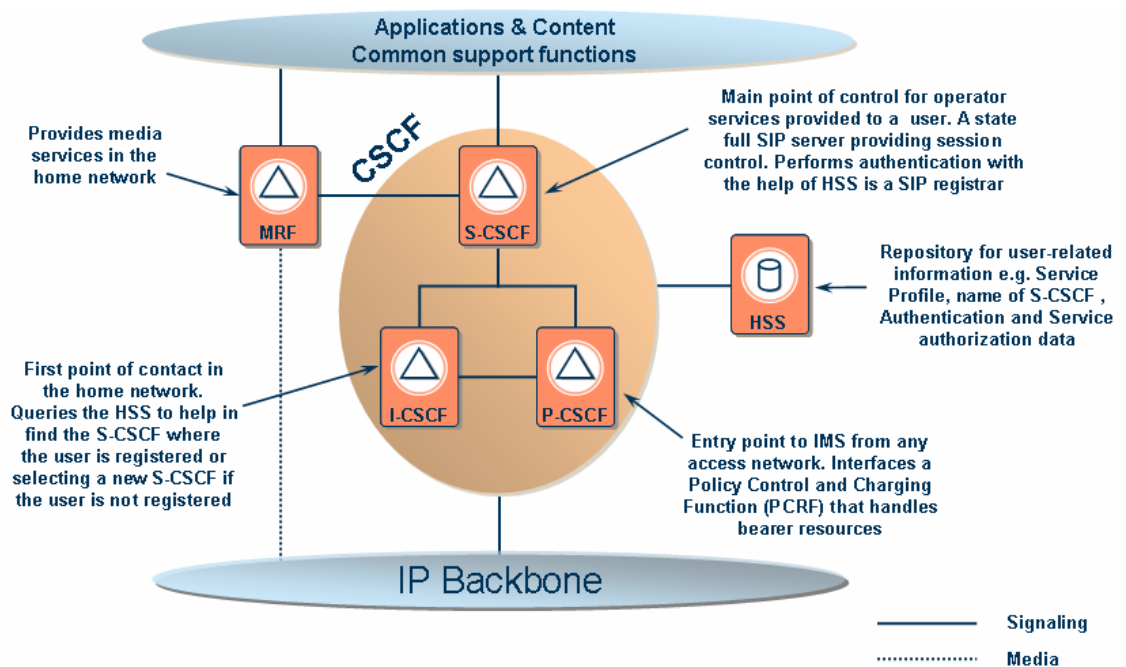 Applications & Content
Common support functions
Provides media
services in the
home network
CSCF
Main point of control for operator
services provided to a user. A state
full SIP server providing session
control. Performs authentication with
the help of HSS is a SIP registrar
MRF
S-CSCF
HSS
Repository for user-related
information e.g. Service
Profile, name of S-CSCF ,
Authentication and Service
authorization data
First point of contact in
the home network.
Queries the HSS to help in
find the S-CSCF where
the user is registered or
selecting a new S-CSCF if
the user is not registered
I-CSCF
P-CSCF
Entry point to IMS from any
access network. Interfaces a
Policy Control and Charging
Function (PCRF) that handles
bearer resources
IP Backbone
Signaling
Media